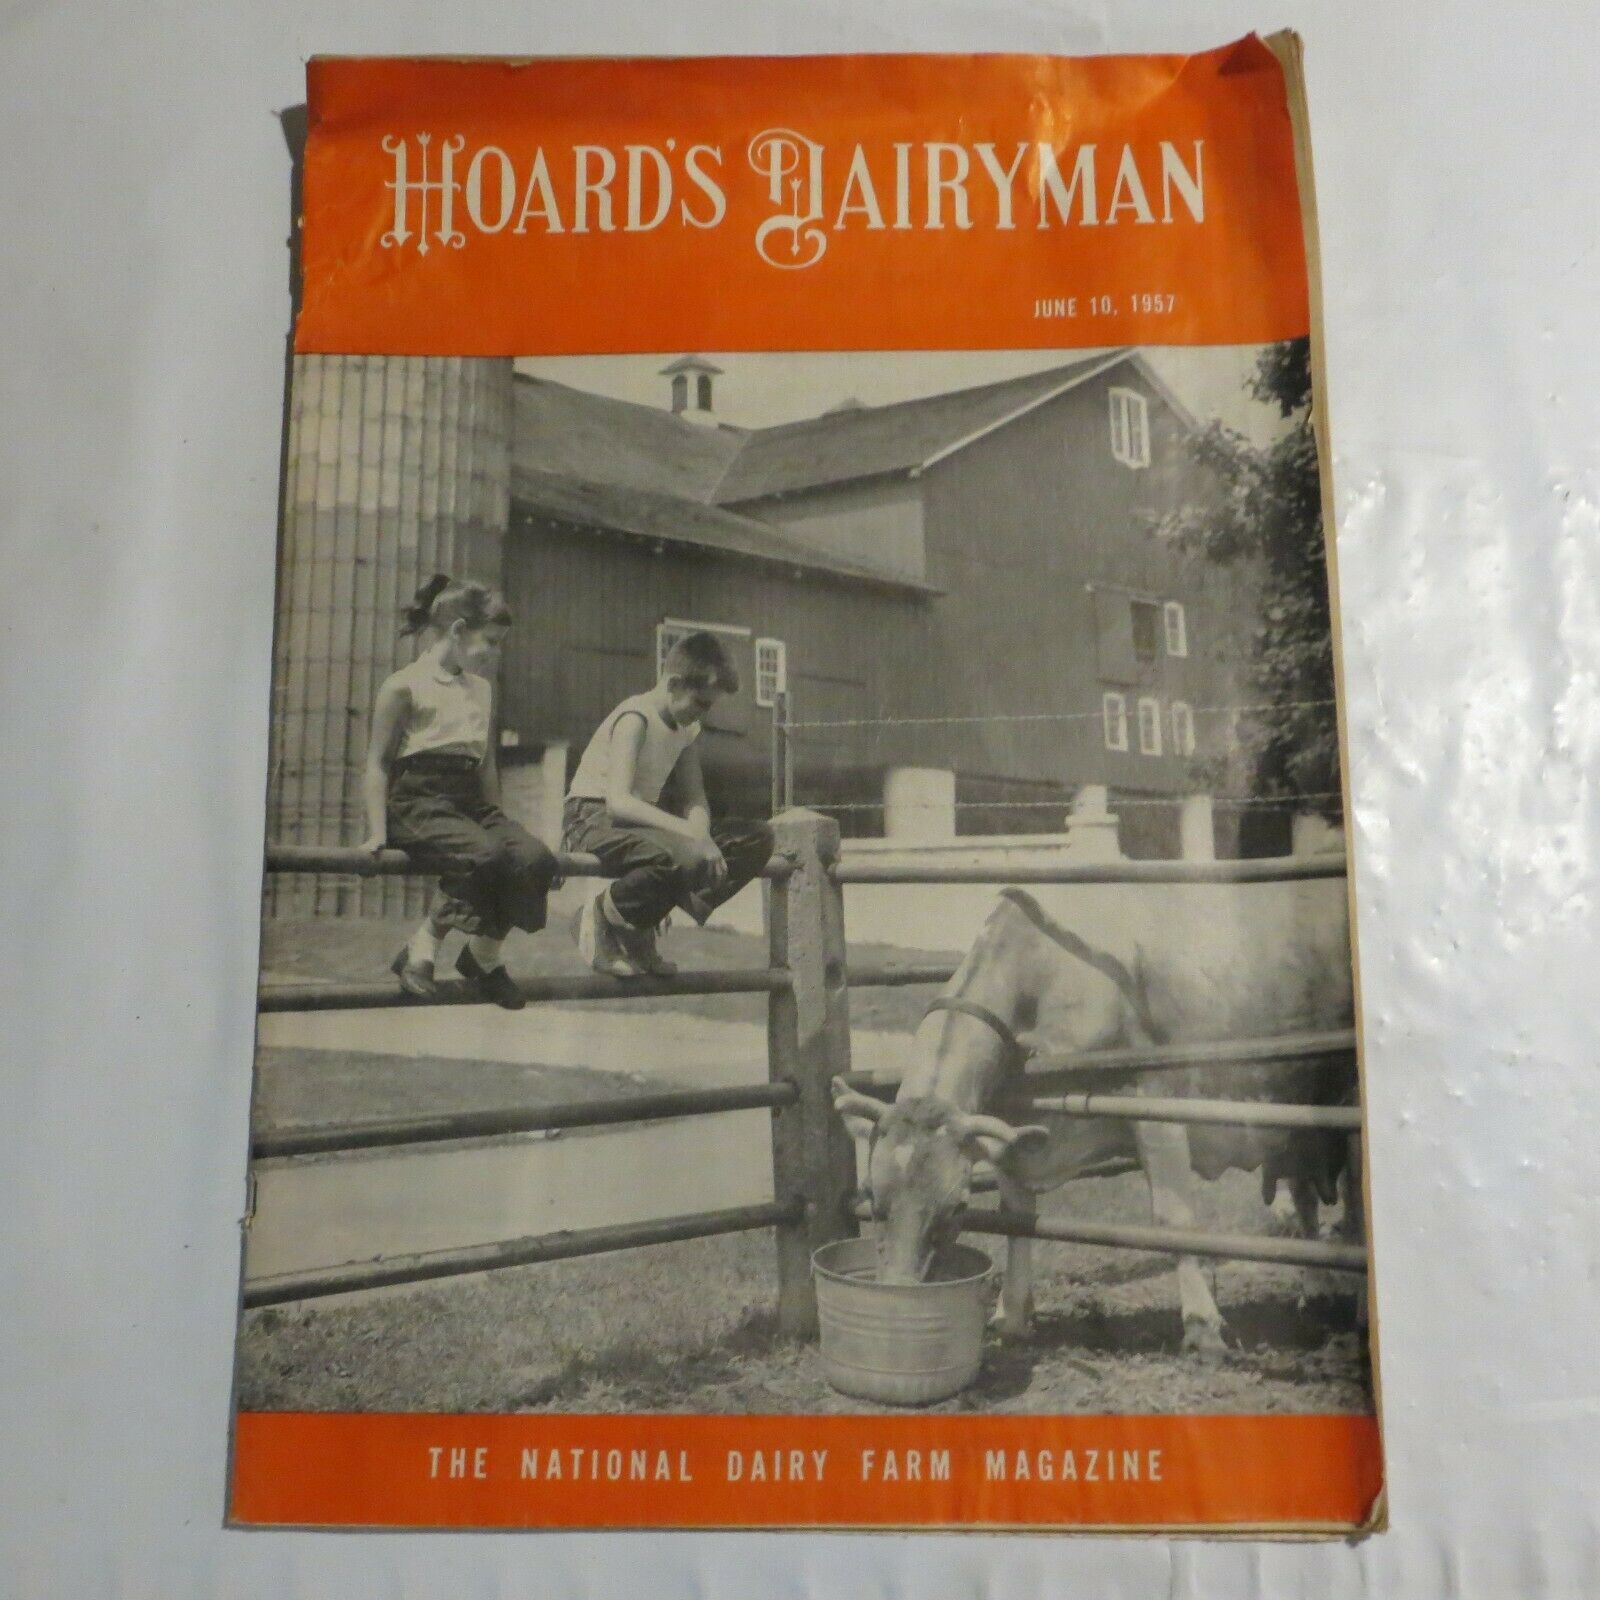 HOARD'S DAIRYMAN
JUNE 10, 1957
THE NATIONAL DAIRY FARM MAGAZINE